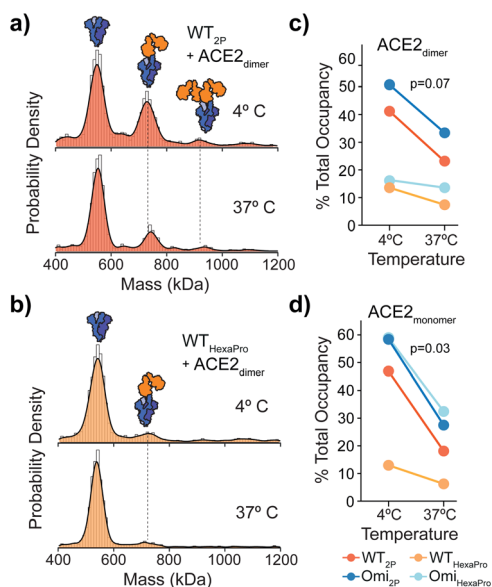 a)
WT2P
+ ACE2dimer
4º C
37º C
Probability Density
400 600 800 1000 1200
Mass (kDa)
b)
WTHexaPro
+ ACE2dimer
4º C
37º C
Probability Density
400 600 800 1000 1200
Mass (kDa)
c)
ACE2dimer
p=0.07
% Total Occupancy
60
50
40
30
20
10
0
4ºC 37ºC
Temperature
d)
ACE2monomer
p=0.03
% Total Occupancy
60
50
40
30
20
10
0
4ºC 37ºC
Temperature
WT2P WTHexaPro
Omi2P OmiHexaPro